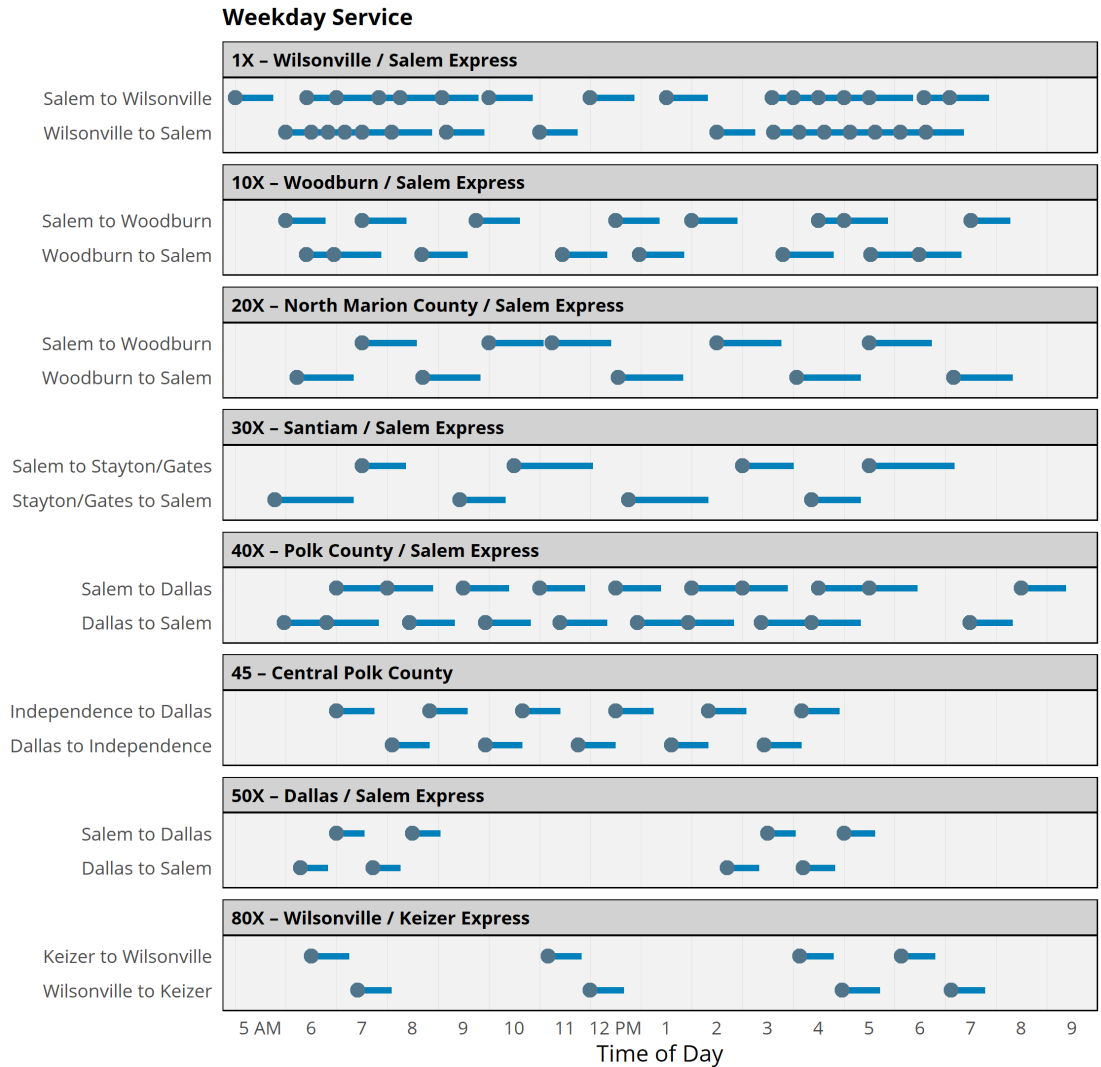 Weekday Service
1X – Wilsonville / Salem Express
Salem to Wilsonville
Wilsonville to Salem
10X – Woodburn / Salem Express
Salem to Woodburn
Woodburn to Salem
20X – North Marion County / Salem Express
Salem to Woodburn
Woodburn to Salem
30X – Santiam / Salem Express
Salem to Stayton/Gates
Stayton/Gates to Salem
40X – Polk County / Salem Express
Salem to Dallas
Dallas to Salem
45 – Central Polk County
Independence to Dallas
Dallas to Independence
50X – Dallas / Salem Express
Salem to Dallas
Dallas to Salem
80X – Wilsonville / Keizer Express
Keizer to Wilsonville
Wilsonville to Keizer
5 AM 6 7 8 9 10 11 12 PM 1 2 3 4 5 6 7 8 9
Time of Day